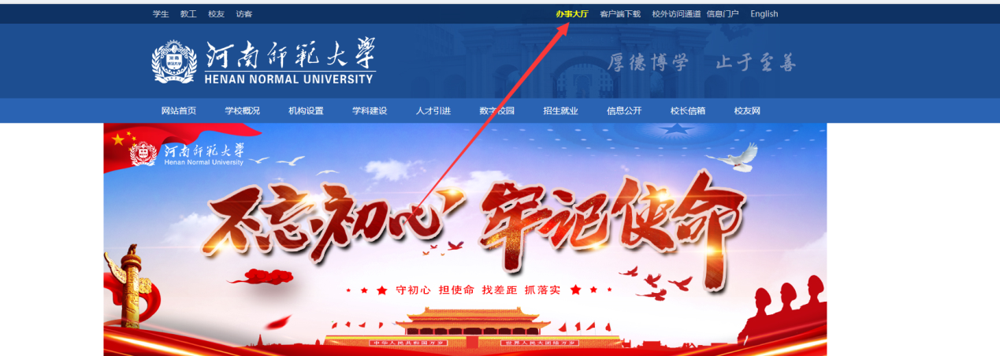 学生 教工 校友 访客 办事大厅 客户端下载 校外访问通道 信息门户 English
河南师范大学
HENAN NORMAL UNIVERSITY
厚德博学 止于至善
网站首页 学校概况 机构设置 学科建设 人才引进 数字校园 招生就业 信息公开 校长信箱 校友网
河南师范大学
Henan Normal University
不忘初心 牢记使命
守初心 担使命 找差距 抓落实
中华人民共和国万岁 世界人民大团结万岁